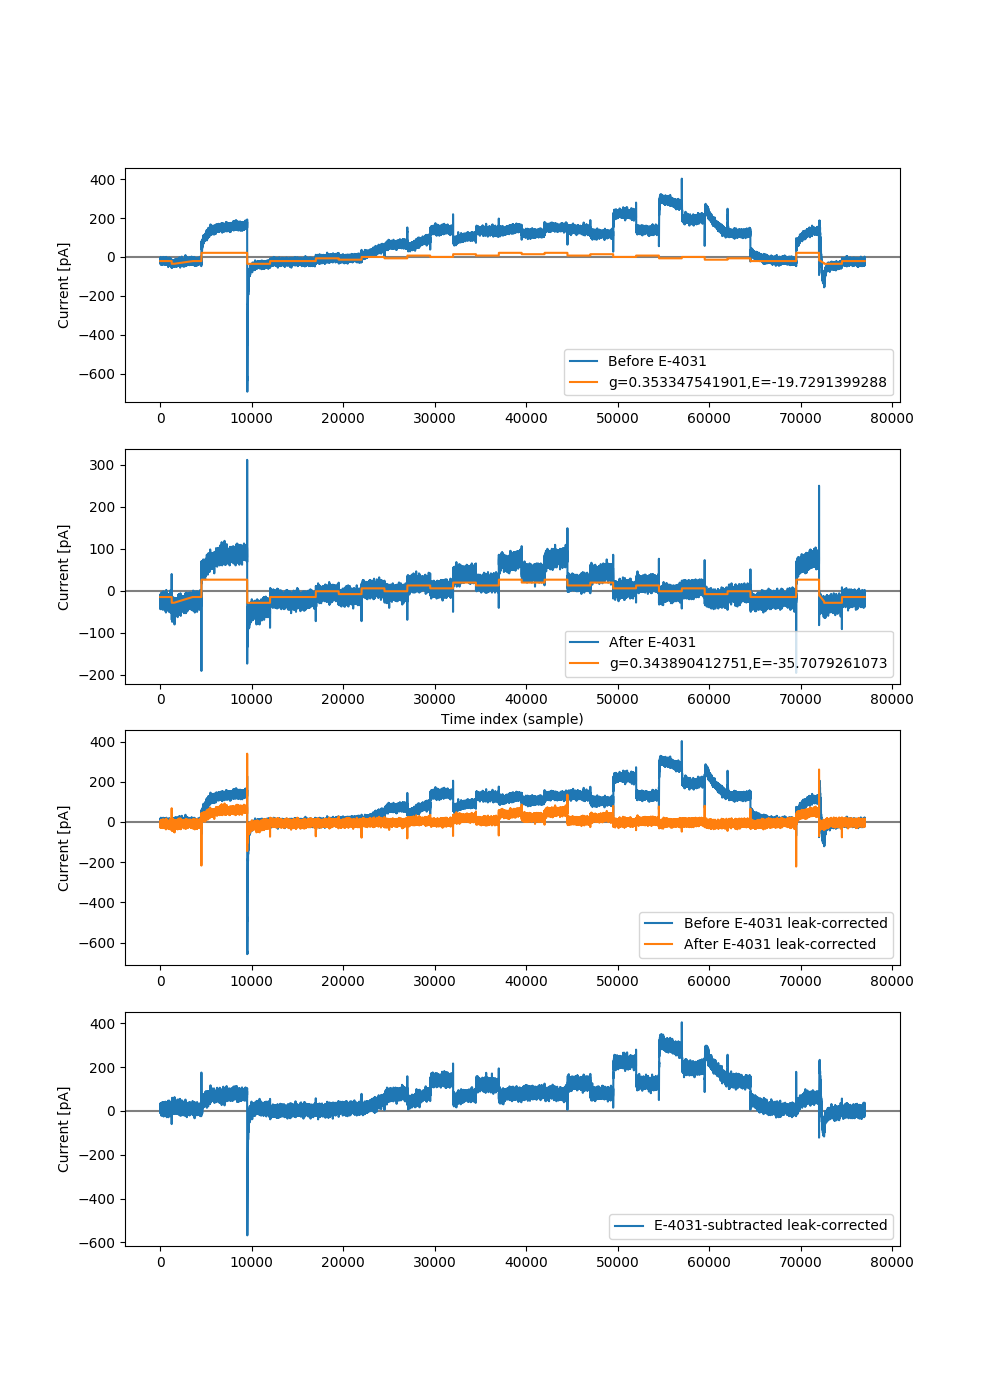 400
200
0
−200
−400
−600
Current [pA]
Before E-4031
g=0.353347541901,E=-19.7291399288
0 10000 20000 30000 40000 50000 60000 70000 80000
300
200
100
0
−100
−200
Current [pA]
After E-4031
g=0.343890412751,E=-35.7079261073
0 10000 20000 30000 40000 50000 60000 70000 80000
Time index (sample)
400
200
0
−200
−400
−600
Current [pA]
Before E-4031 leak-corrected
After E-4031 leak-corrected
0 10000 20000 30000 40000 50000 60000 70000 80000
400
200
0
−200
−400
−600
Current [pA]
E-4031-subtracted leak-corrected
0 10000 20000 30000 40000 50000 60000 70000 80000